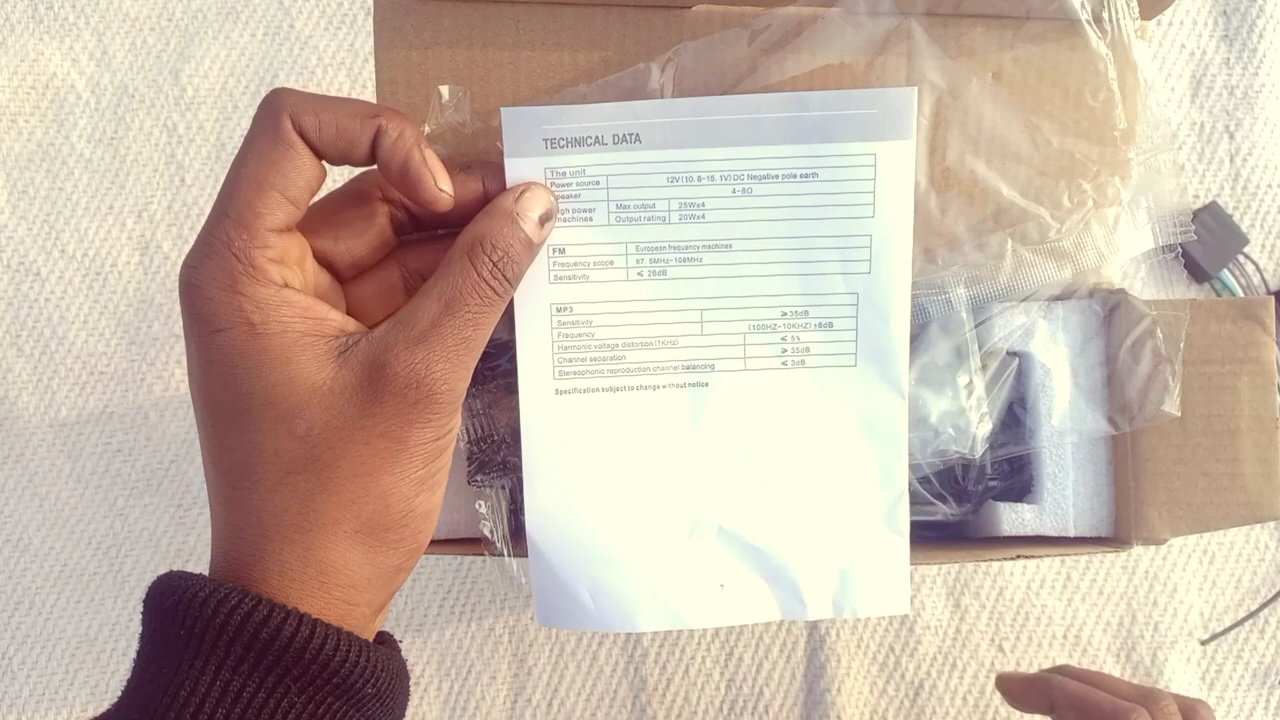 TECHNICAL DATA
The unit
Power source 12V(10. 8-15. 1V)DC Negative pole earth
4-8Ω
Max output 25Wx4
machines Output rating 20Wx4
FM European frequency machines
Frequency scope 87. 5MHz-108MHz
Sensitivity ≤ 26dB
MP3
Sensitivity ≥35dB
Frequency (100HZ-10KHZ)±6dB
Harmonic voltage distortion(1KHz) ≤ 5%
Channel separation ≥ 35dB
Stereophonic reproduction channel balancing ≤ 3dB
Specification subject to change without notice
7